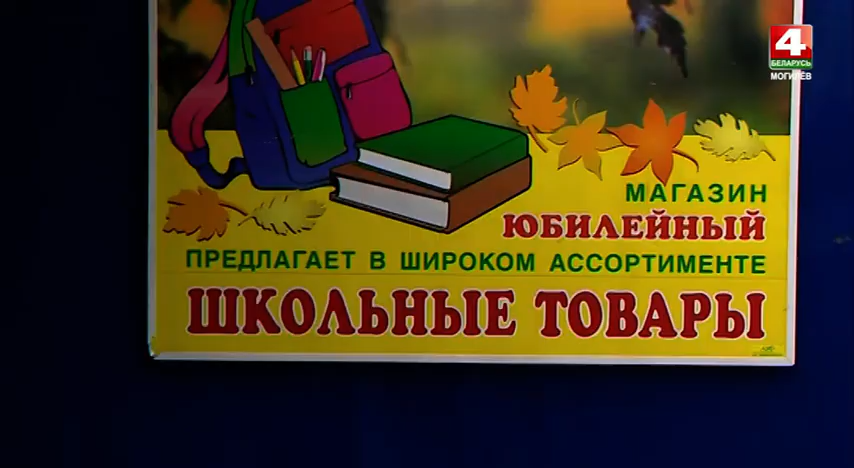 4
БЕЛАРУСЬ
МОГИЛЁВ
МАГАЗИН
ЮБИЛЕЙНЫЙ
ПРЕДЛАГАЕТ В ШИРОКОМ АССОРТИМЕНТЕ
ШКОЛЬНЫЕ ТОВАРЫ